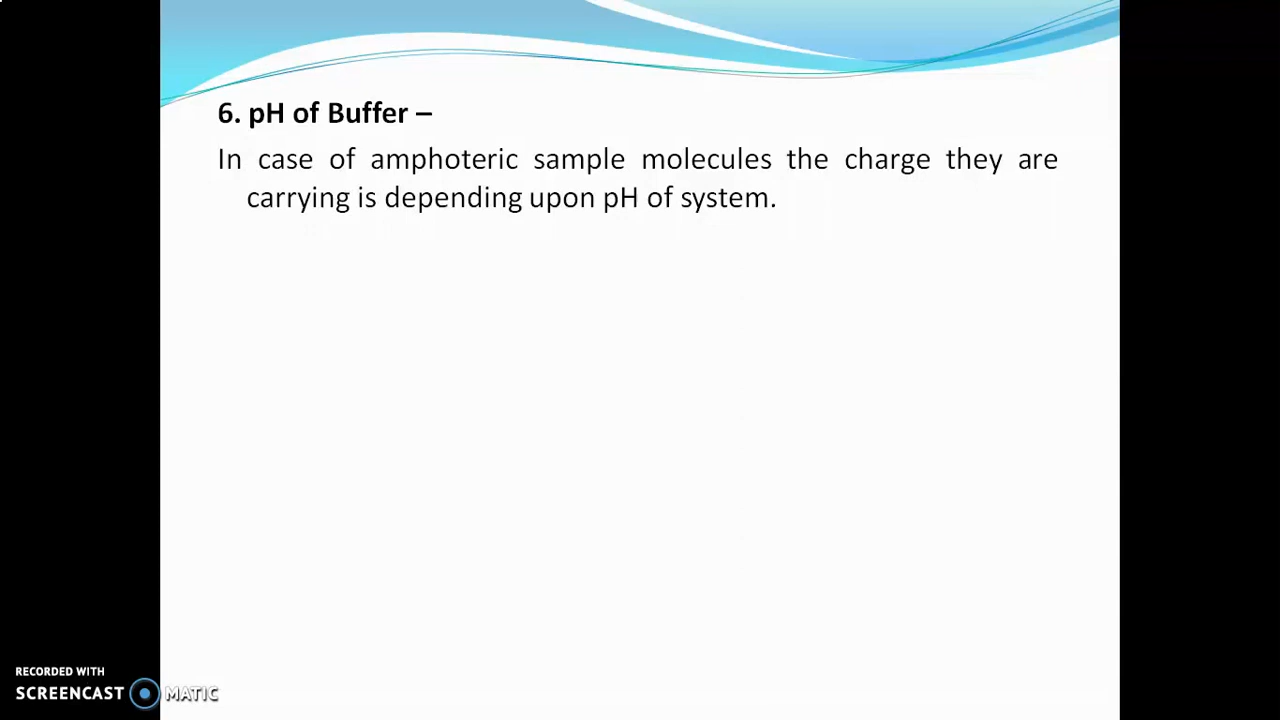 6. pH of Buffer –
In case of amphoteric sample molecules the charge they are
carrying is depending upon pH of system.
RECORDED WITH
SCREENCAST MATIC